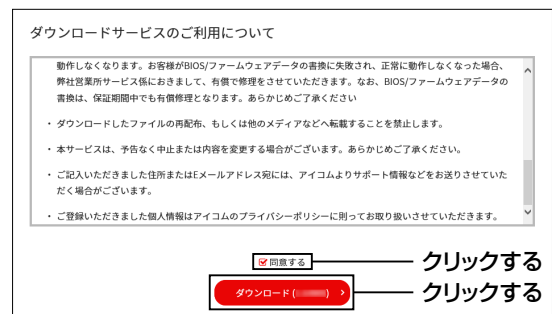 ダウンロードサービスのご利用について
動作しなくなります。お客様がBIOS/ファームウェアデータの書換に失敗され、正常に動作しなくなった場合、
弊社営業所サービス係におきまして、有償で修理をさせていただきます。なお、BIOS/ファームウェアデータの
書換は、保証期間中でも有償修理となります。あらかじめご了承ください
・ダウンロードしたファイルの再配布、もしくは他のメディアなどへ転載することを禁止します。
・本サービスは、予告なく中止または内容を変更する場合がございます。あらかじめご了承ください。
・ご記入いただきました住所またはEメールアドレス宛には、アイコムよりサポート情報などをお送りさせていた
だく場合がございます。
・ご登録いただきました個人情報はアイコムのプライバシーポリシーに則ってお取り扱いさせていただきます。
同意する クリックする
ダウンロード ( ) クリックする